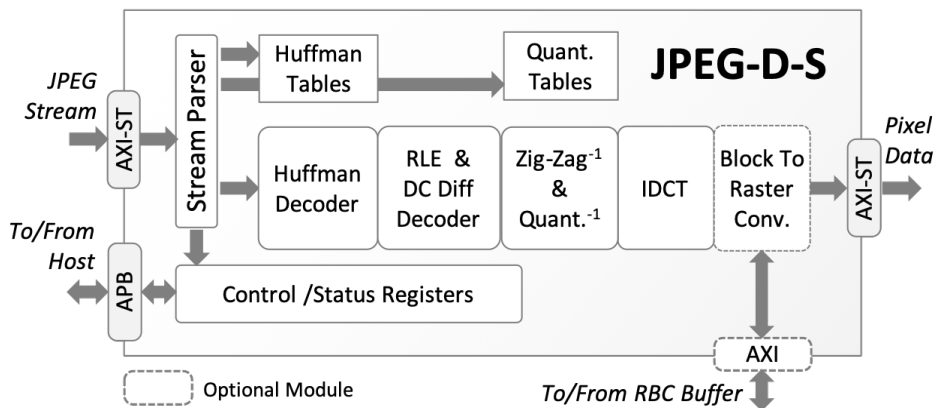 JPEG-D-S
JPEG
Stream
AXI-ST
Stream Parser
Huffman
Tables
Quant.
Tables
Huffman
Decoder
RLE &
DC Diff
Decoder
Zig-Zag⁻¹
&
Quant.⁻¹
IDCT
Block To
Raster
Conv.
Pixel
Data
AXI-ST
To/From
Host
APB
Control /Status Registers
AXI
Optional Module
To/From RBC Buffer